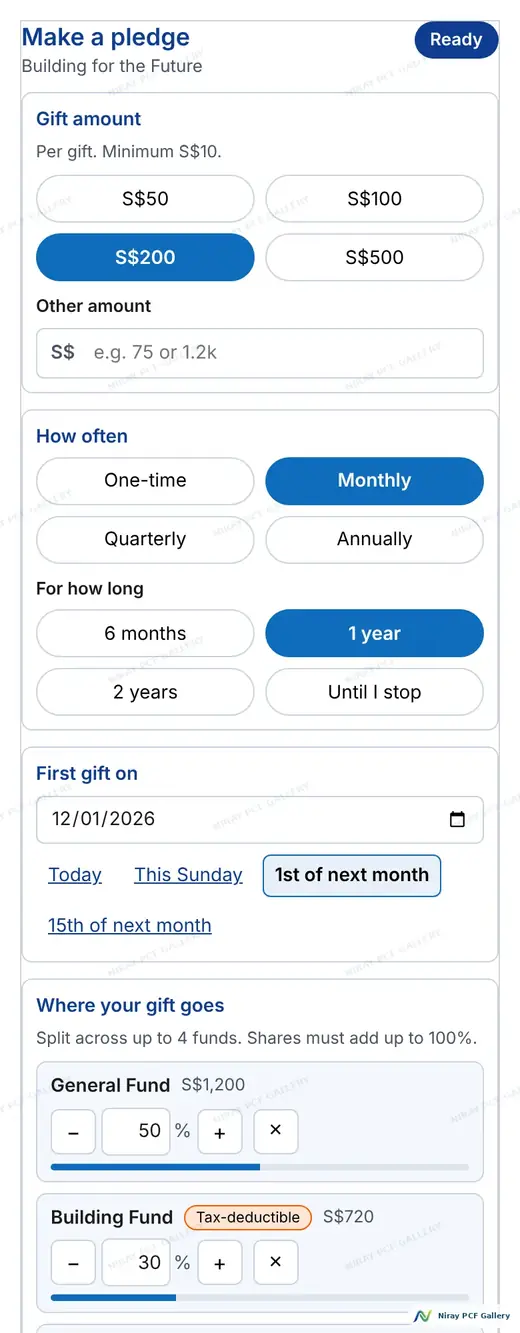 Make a pledge
Ready
Building for the Future
Gift amount
Per gift. Minimum S$10.
S$50
S$100
S$200
S$500
Other amount
S$ e.g. 75 or 1.2k
How often
One-time
Monthly
Quarterly
Annually
For how long
6 months
1 year
2 years
Until I stop
First gift on
12/01/2026
Today
This Sunday
1st of next month
15th of next month
Where your gift goes
Split across up to 4 funds. Shares must add up to 100%.
General Fund S$1,200
− 50 % + ×
Building Fund Tax-deductible S$720
− 30 % + ×
NIRAY PCF GALLERY
Niray PCF Gallery